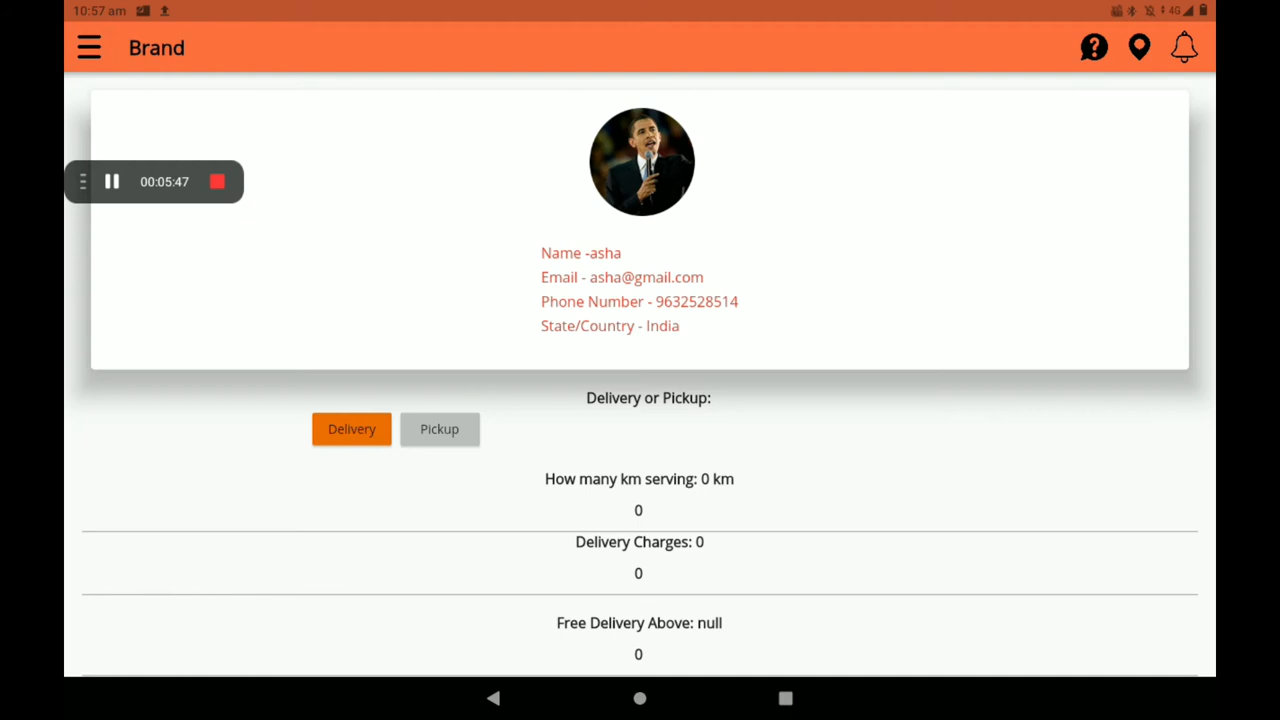 10:57 am
4G
Brand
00:05:47
Name -asha
Email - asha@gmail.com
Phone Number - 9632528514
State/Country - India
Delivery or Pickup:
Delivery Pickup
How many km serving: 0 km
0
Delivery Charges: 0
0
Free Delivery Above: null
0